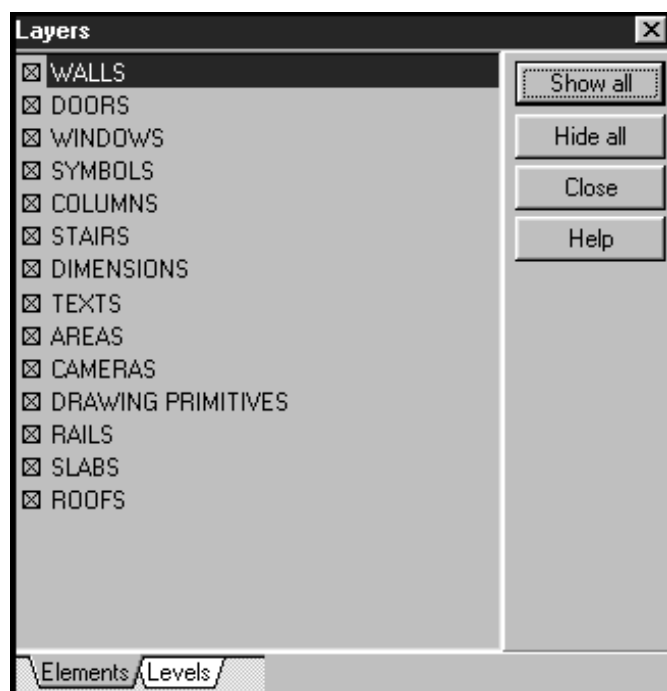 Layers
WALLS
DOORS
WINDOWS
SYMBOLS
COLUMNS
STAIRS
DIMENSIONS
TEXTS
AREAS
CAMERAS
DRAWING PRIMITIVES
RAILS
SLABS
ROOFS
Show all
Hide all
Close
Help
Elements Levels